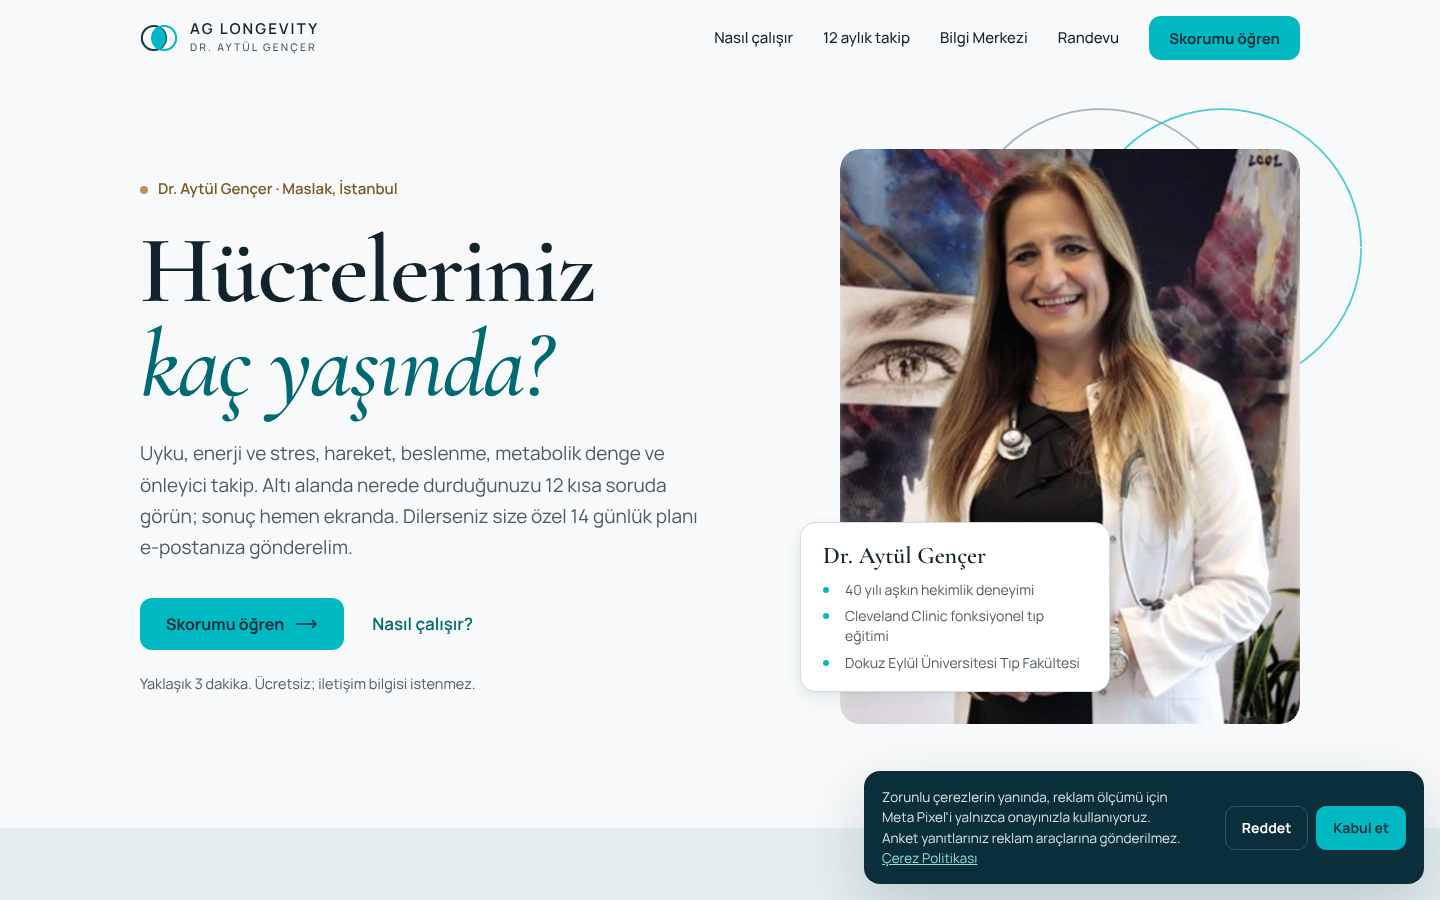 AG LONGEVITY
DR. AYTÜL GENÇER
Nasıl çalışır
12 aylık takip
Bilgi Merkezi
Randevu
Skorumu öğren
Dr. Aytül Gençer · Maslak, İstanbul
Hücreleriniz
kaç yaşında?
Uyku, enerji ve stres, hareket, beslenme, metabolik denge ve
önleyici takip. Altı alanda nerede durduğunuzu 12 kısa soruda
görün; sonuç hemen ekranda. Dilerseniz size özel 14 günlük planı
e-postanıza gönderelim.
Skorumu öğren
Nasıl çalışır?
Yaklaşık 3 dakika. Ücretsiz; iletişim bilgisi istenmez.
Dr. Aytül Gençer
40 yılı aşkın hekimlik deneyimi
Cleveland Clinic fonksiyonel tıp
eğitimi
Dokuz Eylül Üniversitesi Tıp Fakültesi
Zorunlu çerezlerin yanında, reklam ölçümü için
Meta Pixel'i yalnızca onayınızla kullanıyoruz.
Anket yanıtlarınız reklam araçlarına gönderilmez.
Çerez Politikası
Reddet
Kabul et